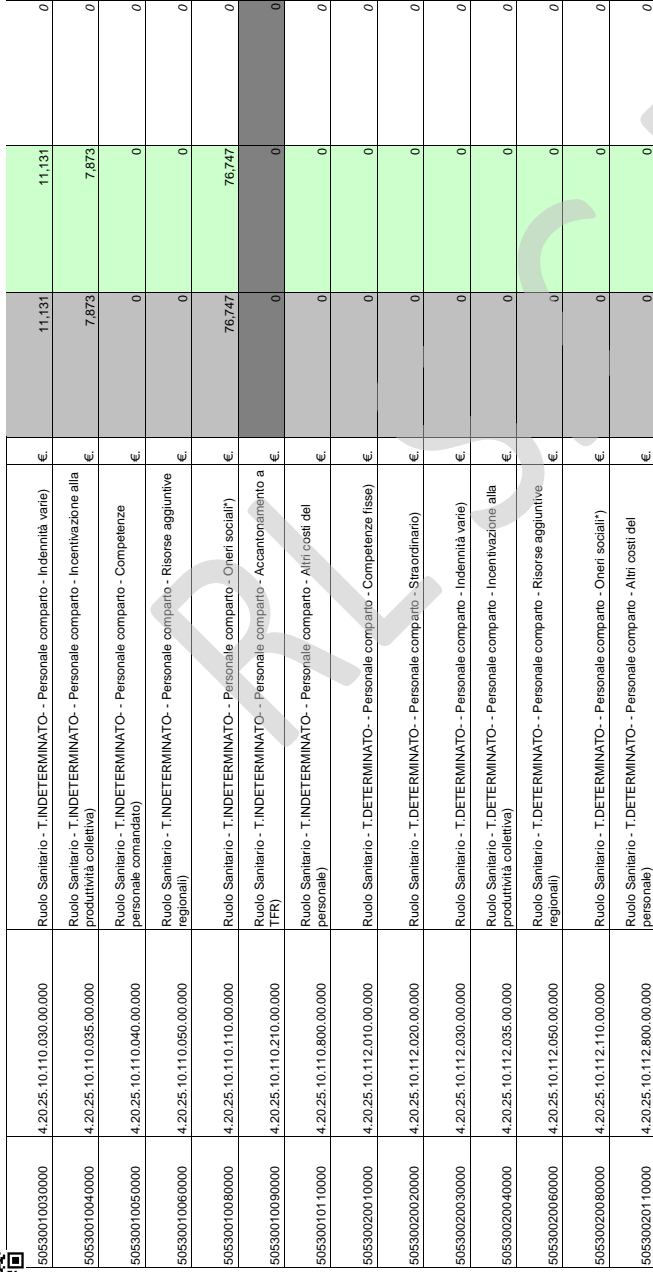 50530010030000 4.20.25.10.110.030.00.000 Ruolo Sanitario - T.INDETERMINATO- - Personale comparto - Indennità varie) €. 11,131 11,131 0
50530010040000 4.20.25.10.110.035.00.000 Ruolo Sanitario - T.INDETERMINATO- - Personale comparto - Incentivazione alla
produttività collettiva) €. 7,873 7,873 0
50530010050000 4.20.25.10.110.040.00.000 Ruolo Sanitario - T.INDETERMINATO- - Personale comparto - Competenze
personale comandato) €. 0 0 0
50530010060000 4.20.25.10.110.050.00.000 Ruolo Sanitario - T.INDETERMINATO- - Personale comparto - Risorse aggiuntive
regionali) €. 0 0 0
50530010080000 4.20.25.10.110.110.00.000 Ruolo Sanitario - T.INDETERMINATO- - Personale comparto - Oneri sociali*) €. 76,747 76,747 0
50530010090000 4.20.25.10.110.210.00.000 Ruolo Sanitario - T.INDETERMINATO- - Personale comparto - Accantonamento a
TFR) €. 0 0 0
50530010110000 4.20.25.10.110.800.00.000 Ruolo Sanitario - T.INDETERMINATO- - Personale comparto - Altri costi del
personale) €. 0 0 0
50530020010000 4.20.25.10.112.010.00.000 Ruolo Sanitario - T.DETERMINATO- - Personale comparto - Competenze fisse) €. 0 0 0
50530020020000 4.20.25.10.112.020.00.000 Ruolo Sanitario - T.DETERMINATO- - Personale comparto - Straordinario) €. 0 0 0
50530020030000 4.20.25.10.112.030.00.000 Ruolo Sanitario - T.DETERMINATO- - Personale comparto - Indennità varie) €. 0 0 0
50530020040000 4.20.25.10.112.035.00.000 Ruolo Sanitario - T.DETERMINATO- - Personale comparto - Incentivazione alla
produttività collettiva) €. 0 0 0
50530020060000 4.20.25.10.112.050.00.000 Ruolo Sanitario - T.DETERMINATO- - Personale comparto - Risorse aggiuntive
regionali) €. 0 0 0
50530020080000 4.20.25.10.112.110.00.000 Ruolo Sanitario - T.DETERMINATO- - Personale comparto - Oneri sociali*) €. 0 0 0
50530020110000 4.20.25.10.112.800.00.000 Ruolo Sanitario - T.DETERMINATO- - Personale comparto - Altri costi del
personale) €. 0 0 0